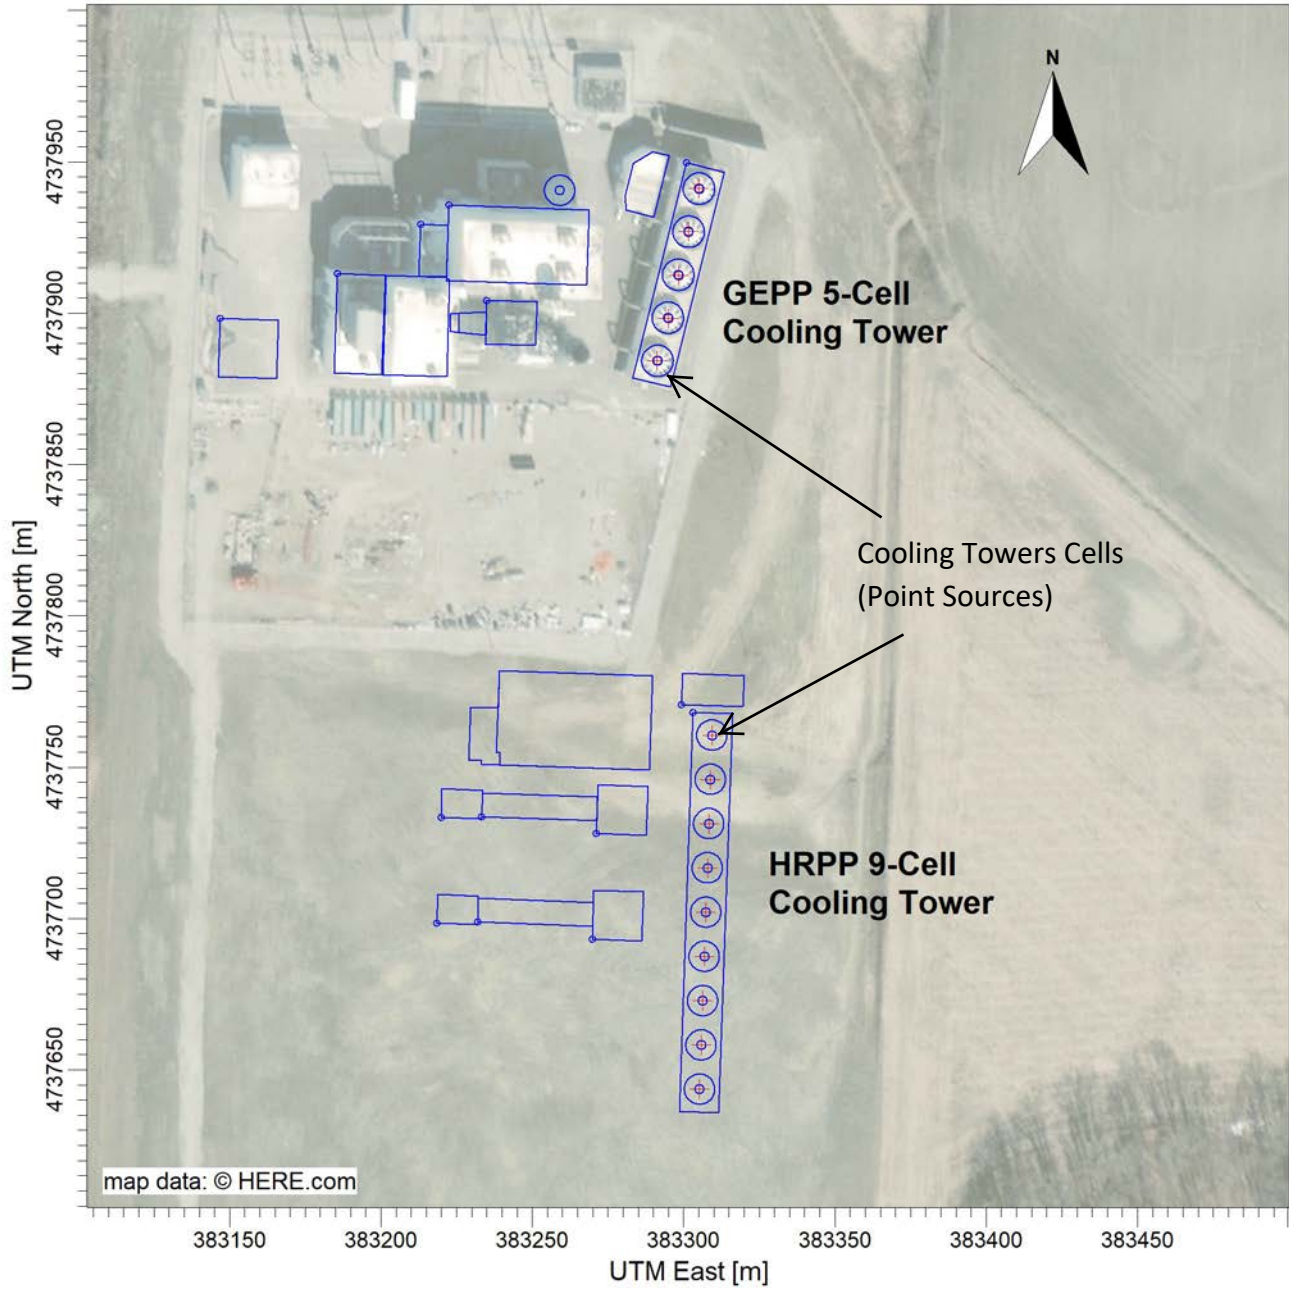 N
4737950
4737900
4737850
4737800
4737750
4737700
4737650
UTM North [m]
GEPP 5-Cell
Cooling Tower
Cooling Towers Cells
(Point Sources)
HRPP 9-Cell
Cooling Tower
map data: © HERE.com
383150 383200 383250 383300 383350 383400 383450
UTM East [m]